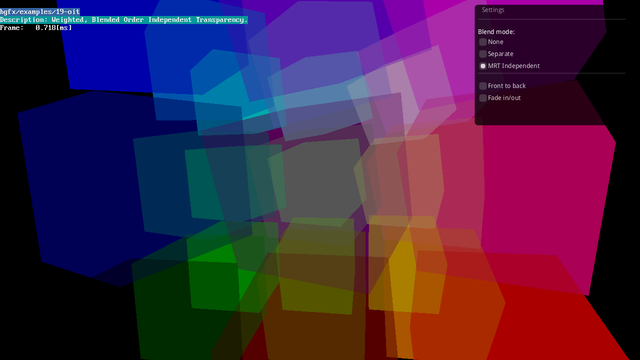 bgfx/examples/19-oit
Description: Weighted, Blended Order Independent Transparency.
Frame: 0.718[ms]
Settings
Blend mode:
None
Separate
MRT Independent
Front to back
Fade in/out